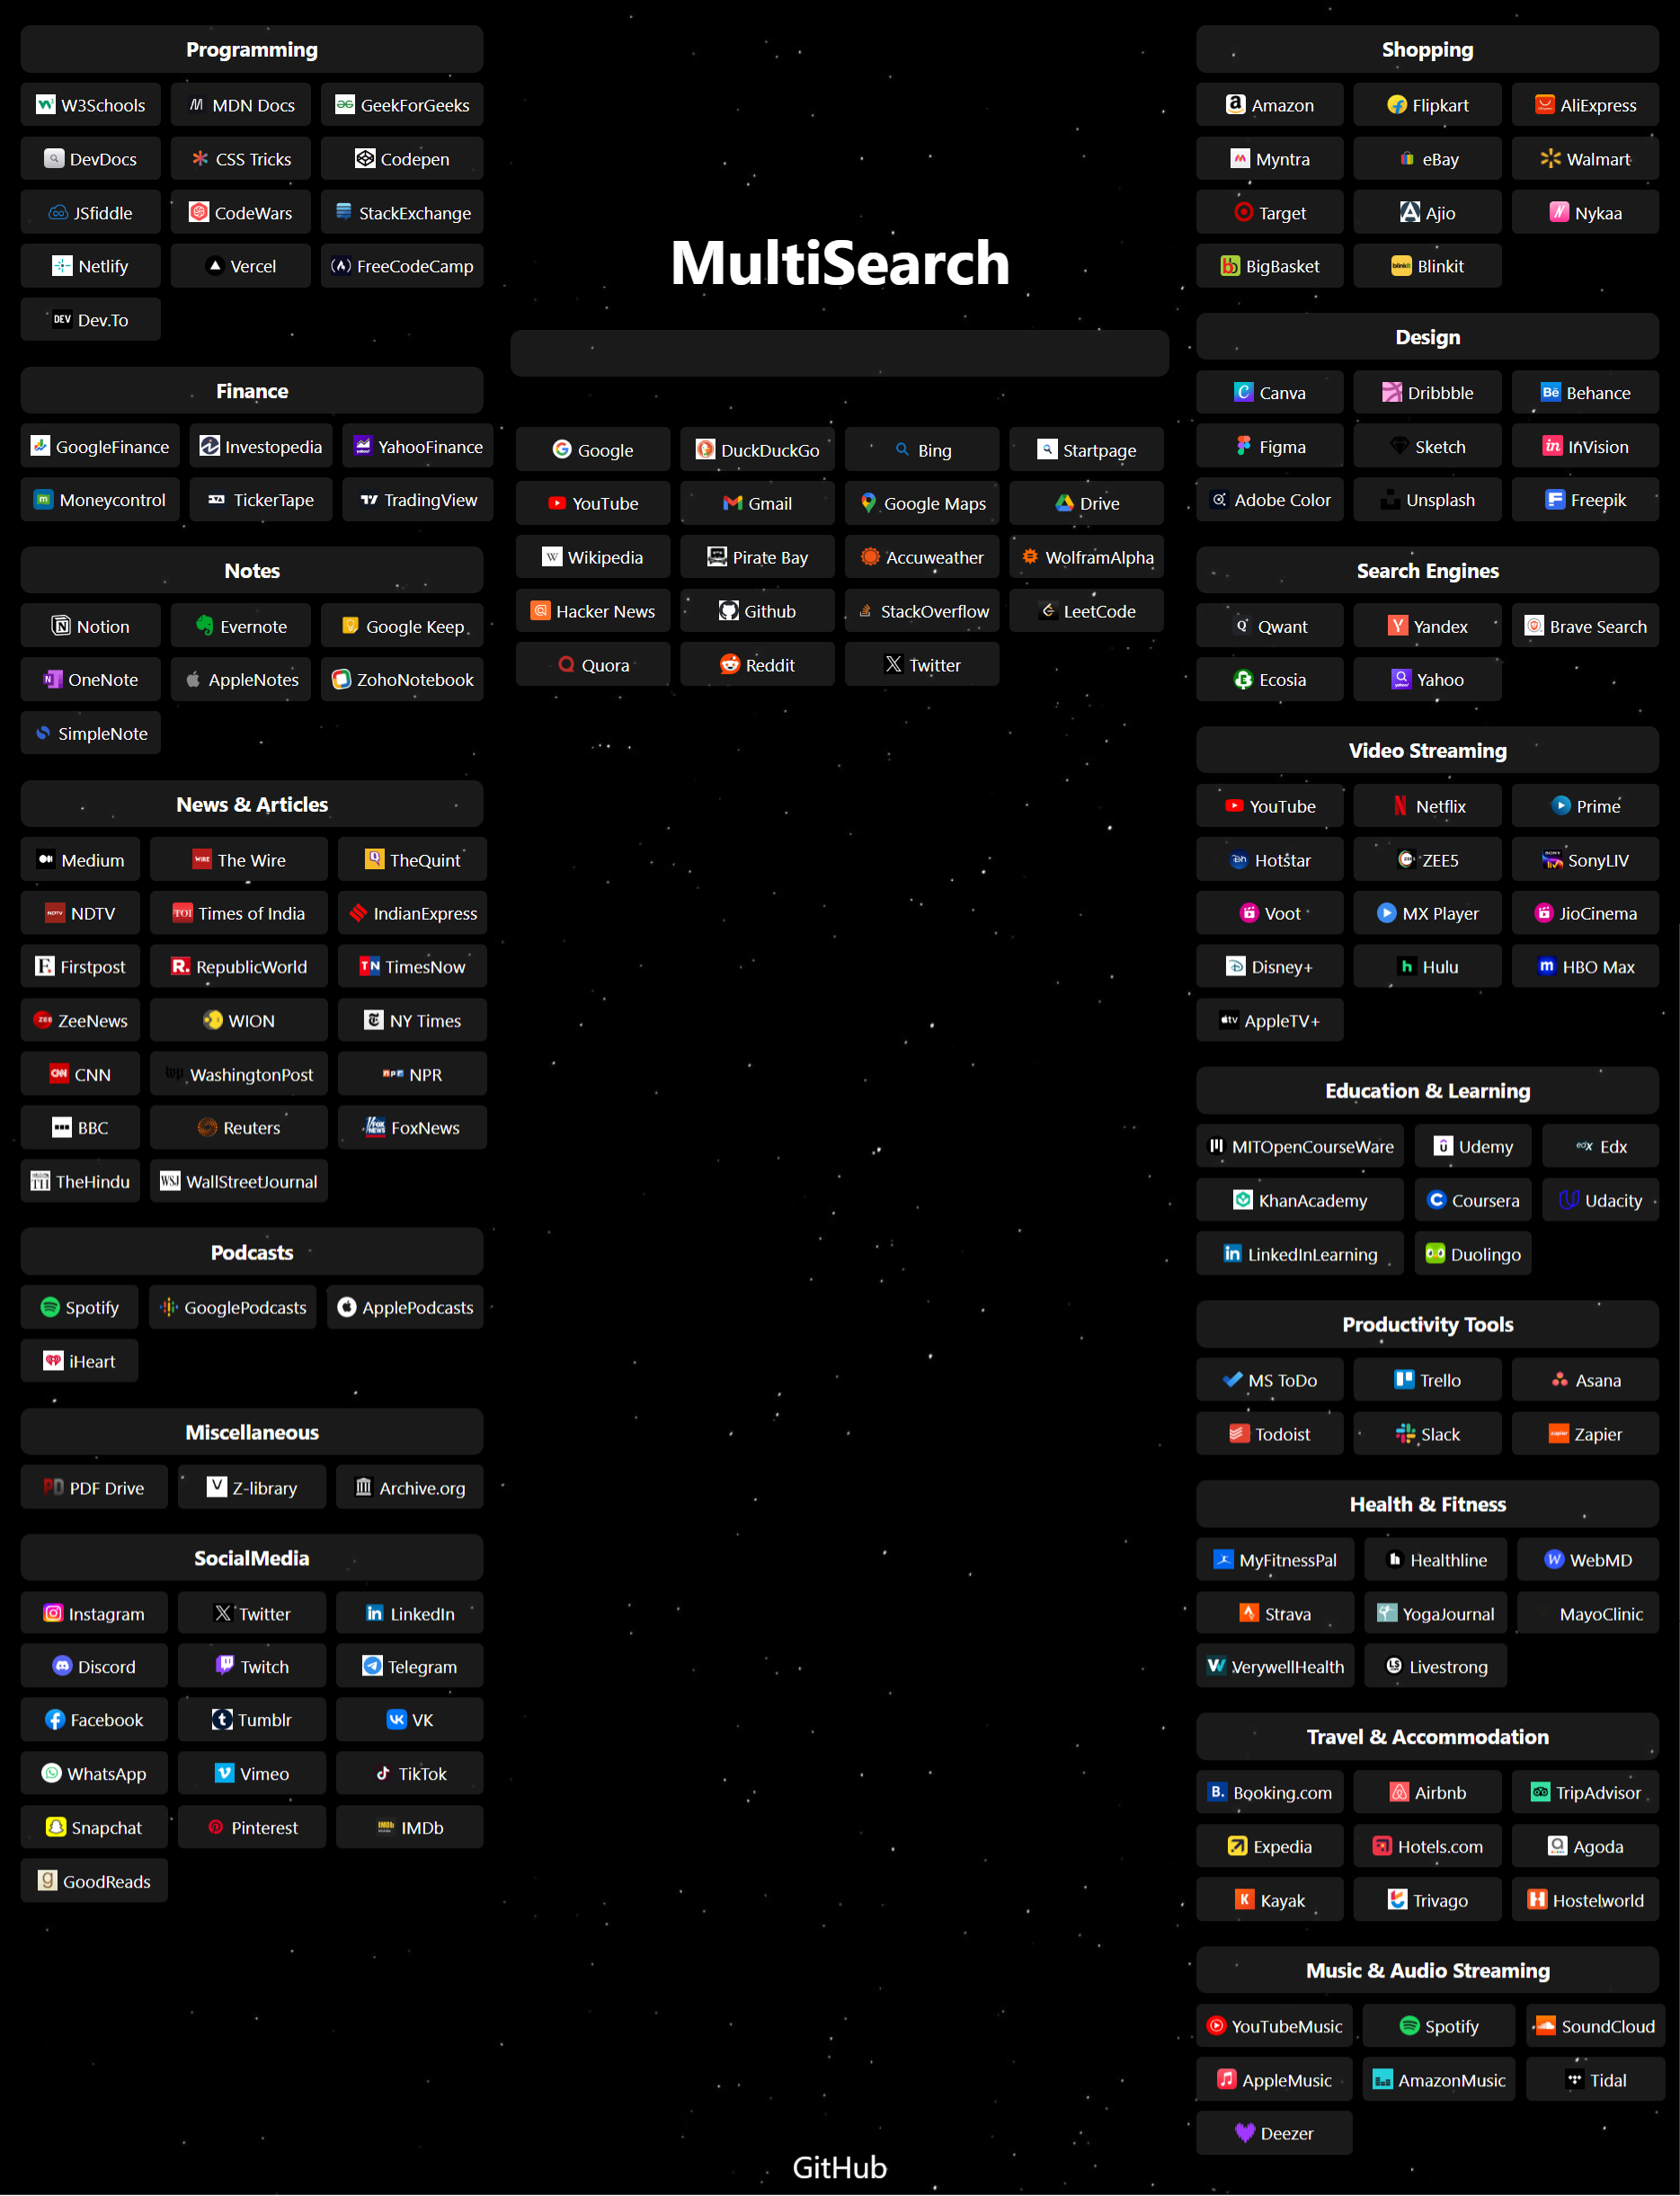 Programming
W3Schools MDN Docs GeekForGeeks
DevDocs CSS Tricks Codepen
JSfiddle CodeWars StackExchange
Netlify Vercel FreeCodeCamp
DEV Dev.To
Finance
GoogleFinance Investopedia YahooFinance
Moneycontrol TickerTape TradingView
Notes
Notion Evernote Google Keep
OneNote AppleNotes ZohoNotebook
SimpleNote
News & Articles
Medium The Wire TheQuint
NDTV Times of India IndianExpress
Firstpost RepublicWorld TimesNow
ZeeNews WION NY Times
CNN WashingtonPost NPR
BBC Reuters FoxNews
TheHindu WallStreetJournal
Podcasts
Spotify GooglePodcasts ApplePodcasts
iHeart
Miscellaneous
PDF Drive Z-library Archive.org
SocialMedia
Instagram Twitter LinkedIn
Discord Twitch Telegram
Facebook Tumblr VK
WhatsApp Vimeo TikTok
Snapchat Pinterest IMDb
GoodReads
MultiSearch
Google DuckDuckGo Bing Startpage
YouTube Gmail Google Maps Drive
Wikipedia Pirate Bay Accuweather WolframAlpha
Hacker News Github StackOverflow LeetCode
Quora Reddit Twitter
GitHub
Shopping
Amazon Flipkart AliExpress
Myntra eBay Walmart
Target Ajio Nykaa
BigBasket Blinkit
Design
Canva Dribbble Behance
Figma Sketch InVision
Adobe Color Unsplash Freepik
Search Engines
Qwant Yandex Brave Search
Ecosia Yahoo
Video Streaming
YouTube Netflix Prime
Hotstar ZEE5 SonyLIV
Voot MX Player JioCinema
Disney+ Hulu HBO Max
AppleTV+
Education & Learning
MITOpenCourseWare Udemy Edx
KhanAcademy Coursera Udacity
LinkedInLearning Duolingo
Productivity Tools
MS ToDo Trello Asana
Todoist Slack Zapier
Health & Fitness
MyFitnessPal Healthline WebMD
Strava YogaJournal MayoClinic
VerywellHealth Livestrong
Travel & Accommodation
Booking.com Airbnb TripAdvisor
Expedia Hotels.com Agoda
Kayak Trivago Hostelworld
Music & Audio Streaming
YouTubeMusic Spotify SoundCloud
AppleMusic AmazonMusic Tidal
Deezer